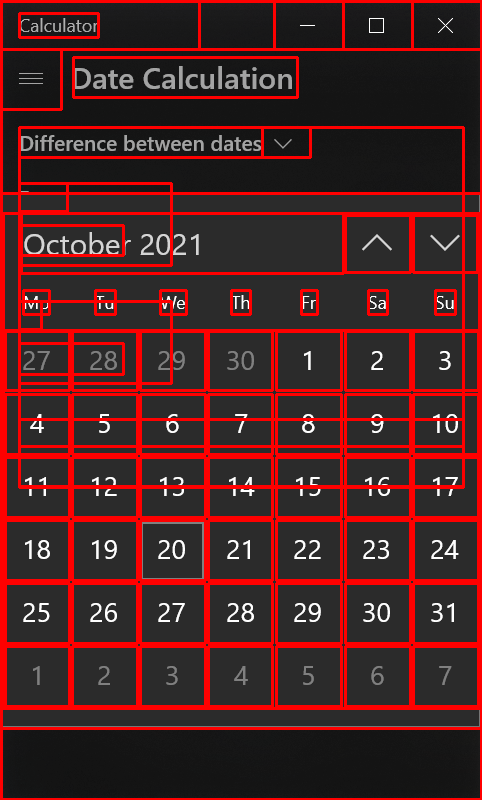 Calculator
Date Calculation
Difference between dates
October 2021
Mo Tu We Th Fr Sa Su
27 28 29 30 1 2 3
4 5 6 7 8 9 10
11 12 13 14 15 16 17
18 19 20 21 22 23 24
25 26 27 28 29 30 31
1 2 3 4 5 6 7